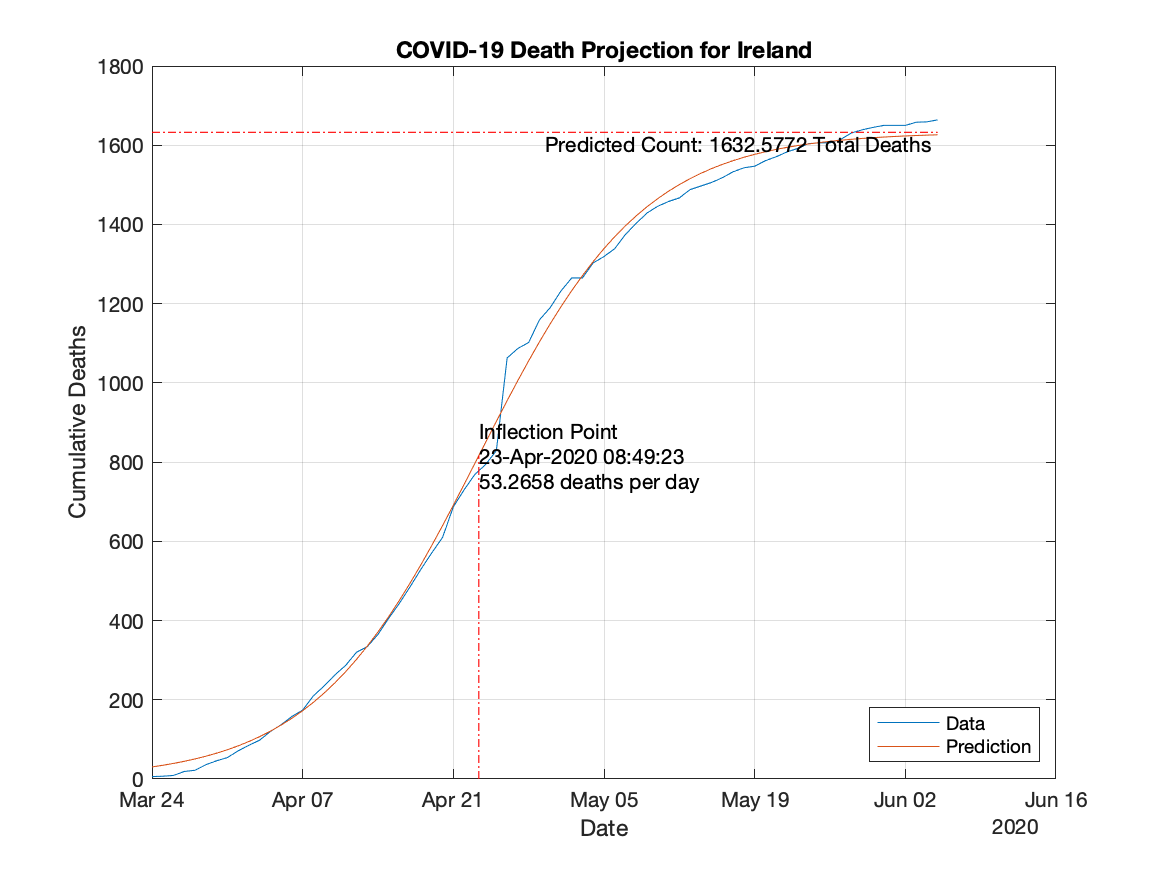 COVID-19 Death Projection for Ireland
1800
1600
1400
1200
1000
800
600
400
200
0
Cumulative Deaths
Predicted Count: 1632.5772 Total Deaths
Inflection Point
23-Apr-2020 08:49:23
53.2658 deaths per day
Data
Prediction
Mar 24 Apr 07 Apr 21 May 05 May 19 Jun 02 Jun 16
Date
2020